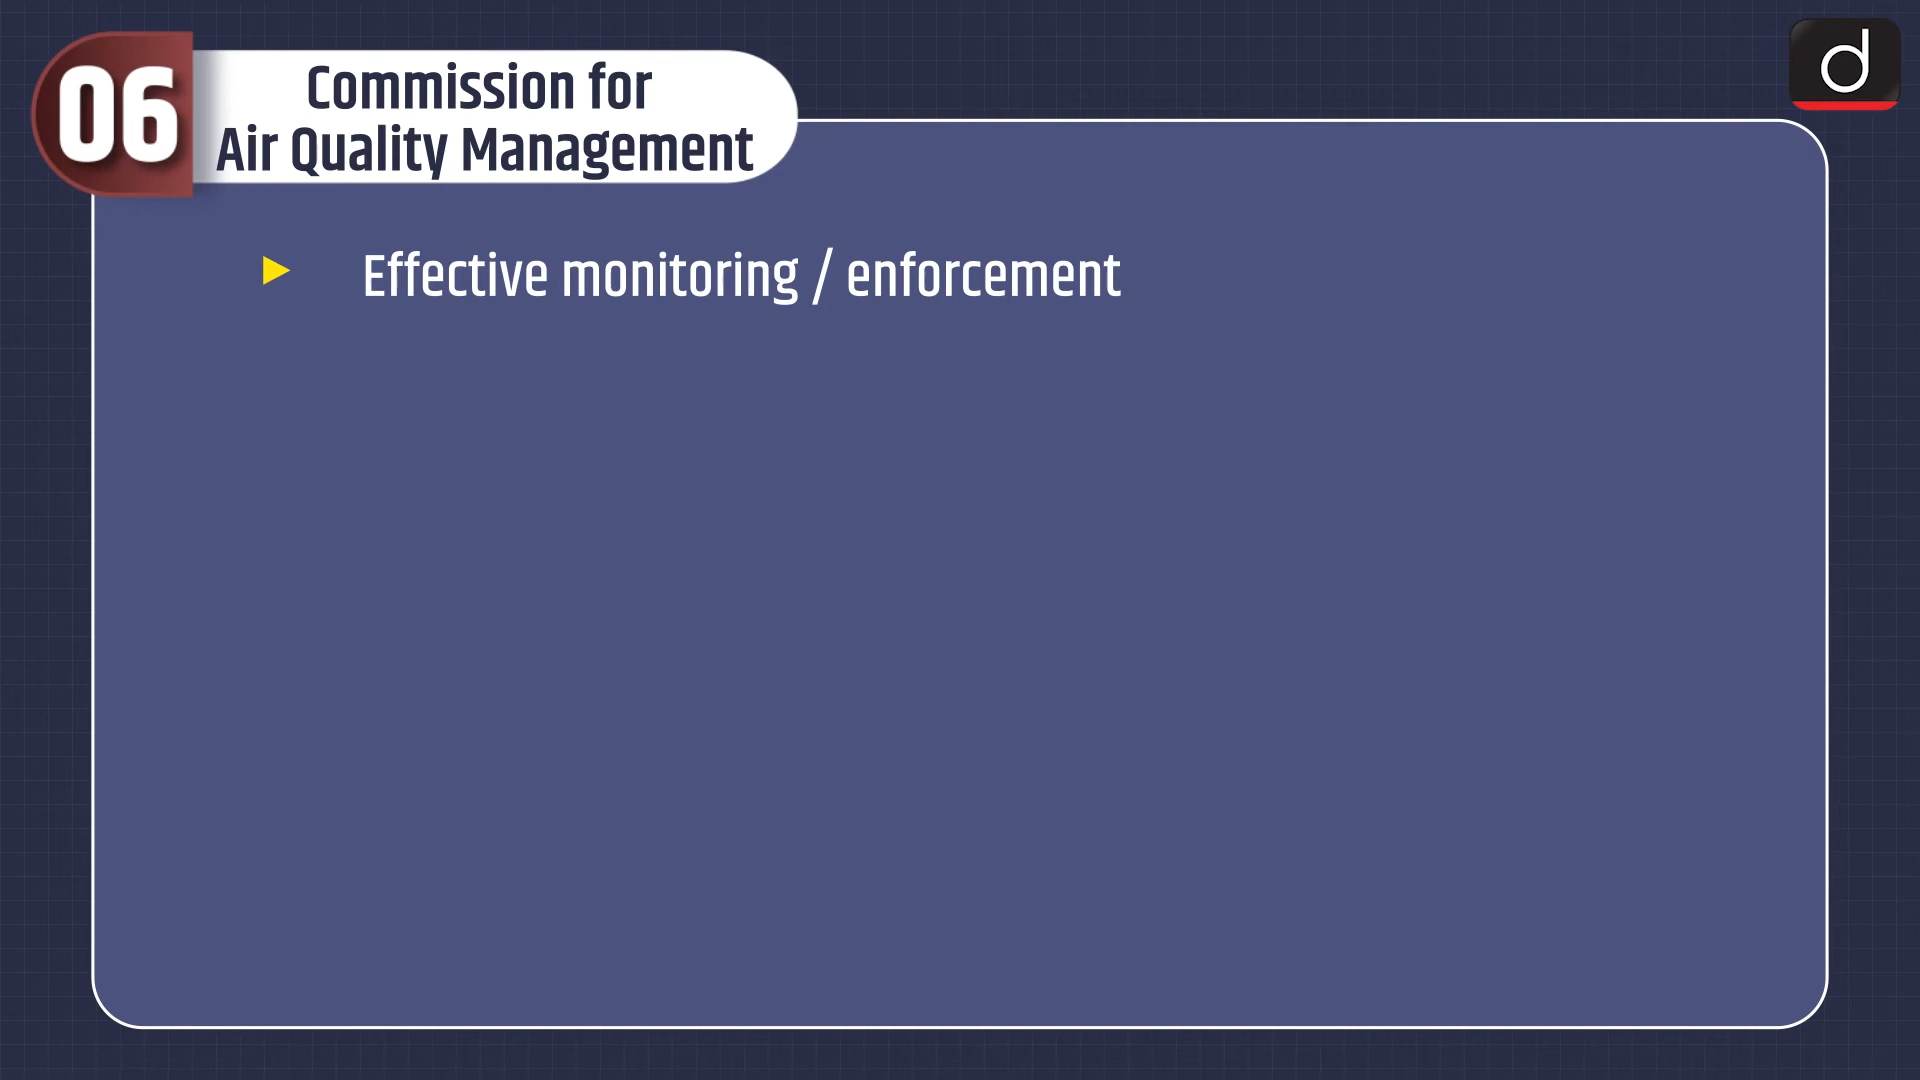 06
Commission for
Air Quality Management
d
Effective monitoring / enforcement